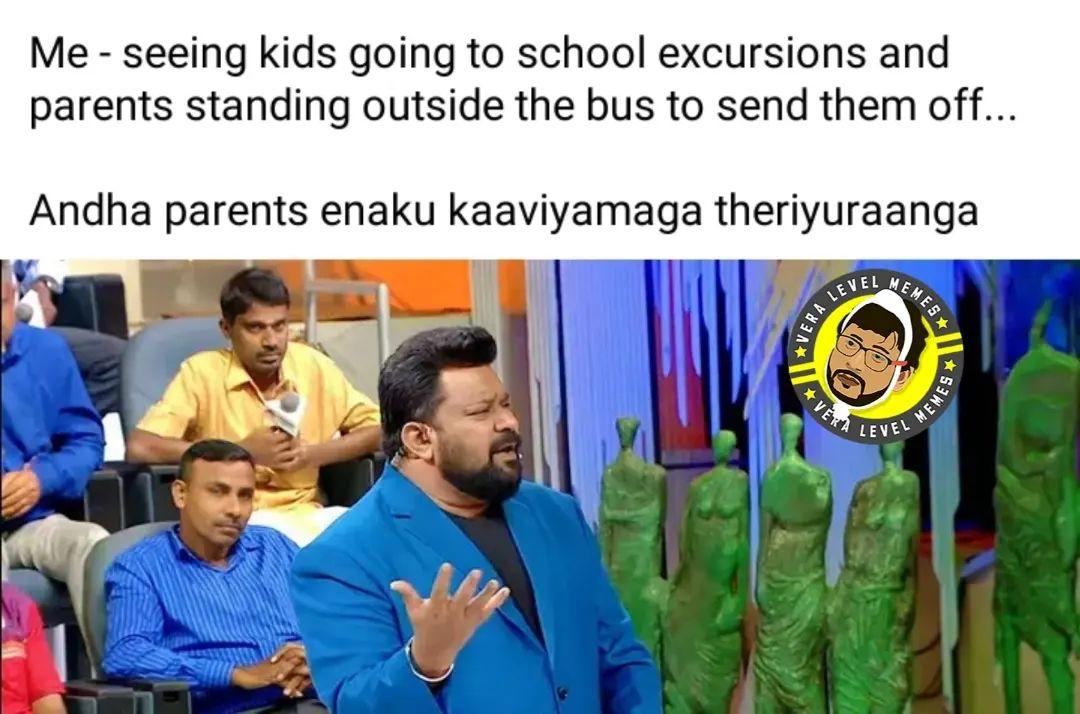 Me - seeing kids going to school excursions and
parents standing outside the bus to send them off...
Andha parents enaku kaaviyamaga theriyuraanga
VERA LEVEL MEMES
VERA LEVEL MEMES